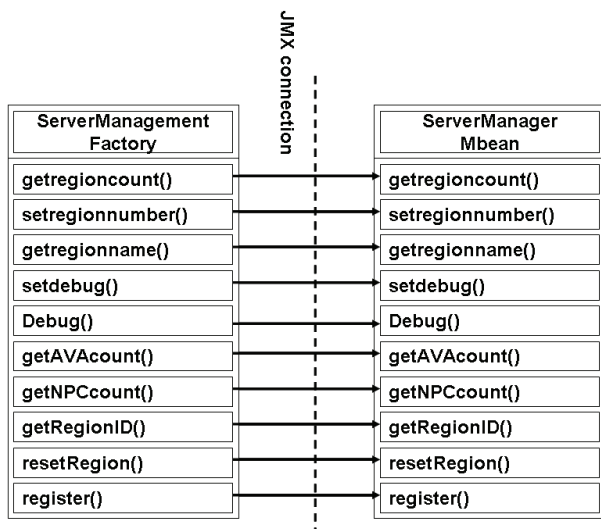 JMX connection
ServerManagement
Factory
getregioncount()
setregionnumber()
getregionname()
setdebug()
Debug()
getAVAcount()
getNPCcount()
getRegionID()
resetRegion()
register()
ServerManager
Mbean
getregioncount()
setregionnumber()
getregionname()
setdebug()
Debug()
getAVAcount()
getNPCcount()
getRegionID()
resetRegion()
register()